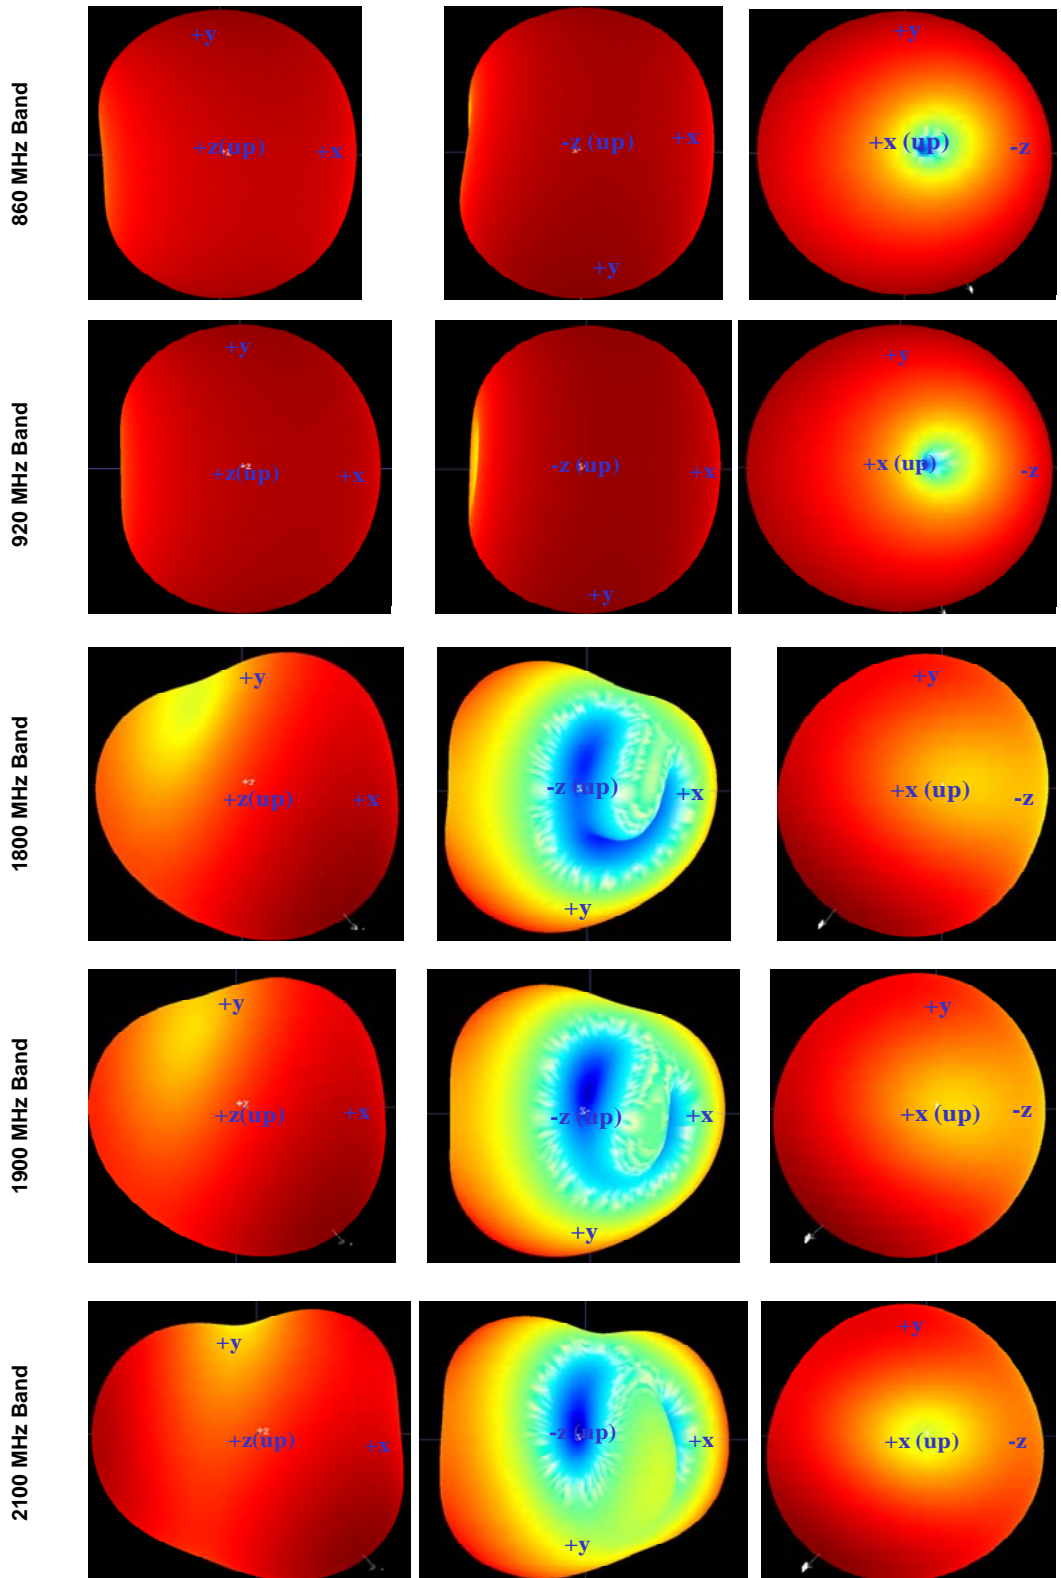 860 MHz Band
+y
+z(up)
+z
+x
-z (up)
+x
+y
+y
+x (up)
-z
920 MHz Band
+y
+z
+z(up)
+x
-z (up)
+x
+y
+y
+x (up)
-z
1800 MHz Band
+y
+z
+z(up)
+x
-z (up)
+x
+y
+y
+x (up)
-z
1900 MHz Band
+y
+z
+z(up)
+x
-z (up)
+x
+y
+y
+x (up)
-z
2100 MHz Band
+y
+z
+z(up)
+x
-z (up)
+x
+y
+y
+x (up)
-z